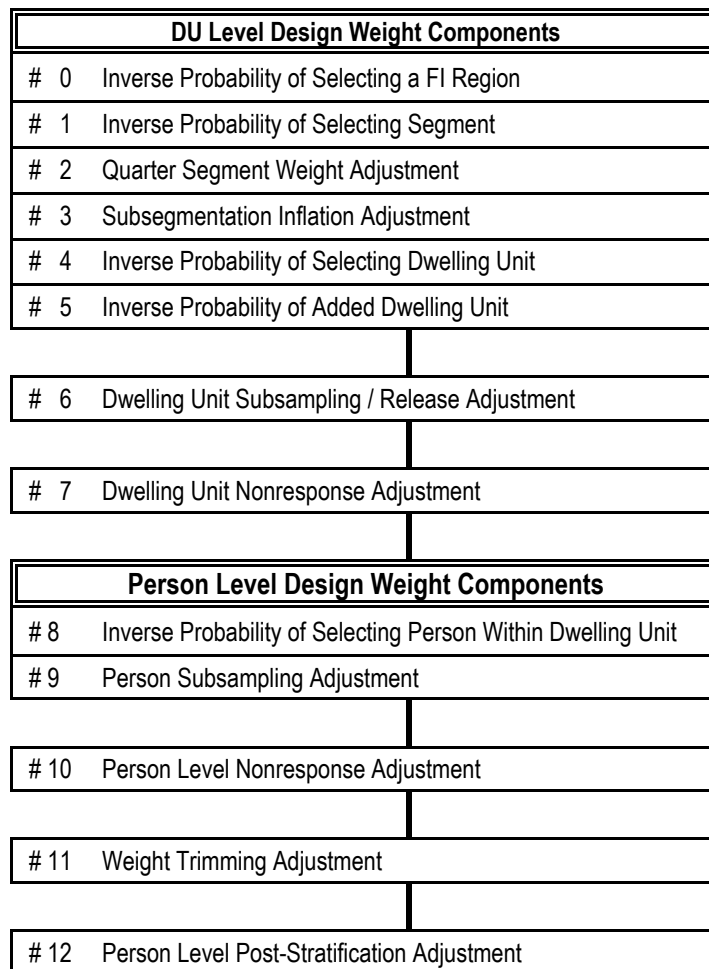 DU Level Design Weight Components
# 0 Inverse Probability of Selecting a FI Region
# 1 Inverse Probability of Selecting Segment
# 2 Quarter Segment Weight Adjustment
# 3 Subsegmentation Inflation Adjustment
# 4 Inverse Probability of Selecting Dwelling Unit
# 5 Inverse Probability of Added Dwelling Unit
# 6 Dwelling Unit Subsampling / Release Adjustment
# 7 Dwelling Unit Nonresponse Adjustment
Person Level Design Weight Components
# 8 Inverse Probability of Selecting Person Within Dwelling Unit
# 9 Person Subsampling Adjustment
# 10 Person Level Nonresponse Adjustment
# 11 Weight Trimming Adjustment
# 12 Person Level Post-Stratification Adjustment